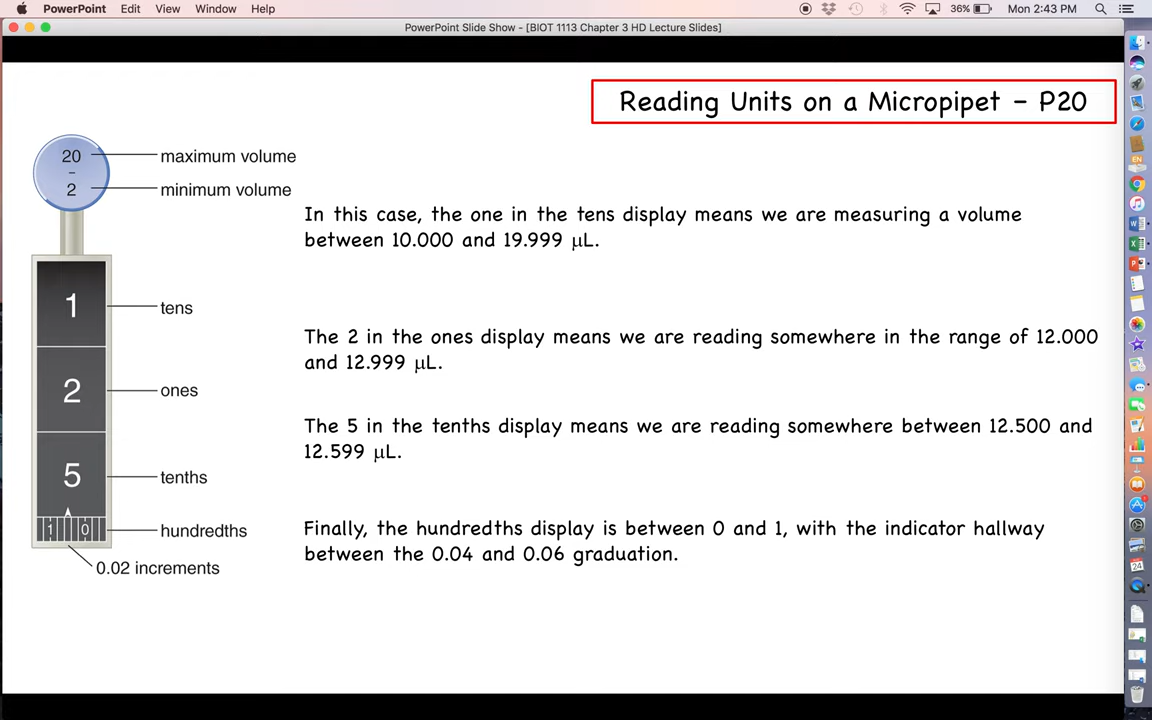 PowerPoint Edit View Window Help 36% Mon 2:43 PM
PowerPoint Slide Show - [BIOT 1113 Chapter 3 HD Lecture Slides]
Reading Units on a Micropipet – P20
20
maximum volume
-
2
minimum volume
In this case, the one in the tens display means we are measuring a volume
between 10.000 and 19.999 µL.
1
tens
The 2 in the ones display means we are reading somewhere in the range of 12.000
and 12.999 µL.
2
ones
The 5 in the tenths display means we are reading somewhere between 12.500 and
12.599 µL.
5
tenths
1 0
hundredths
Finally, the hundredths display is between 0 and 1, with the indicator hallway
between the 0.04 and 0.06 graduation.
0.02 increments